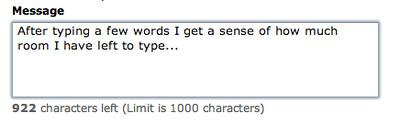 Message
After typing a few words I get a sense of how much
room I have left to type...
922 characters left (Limit is 1000 characters)